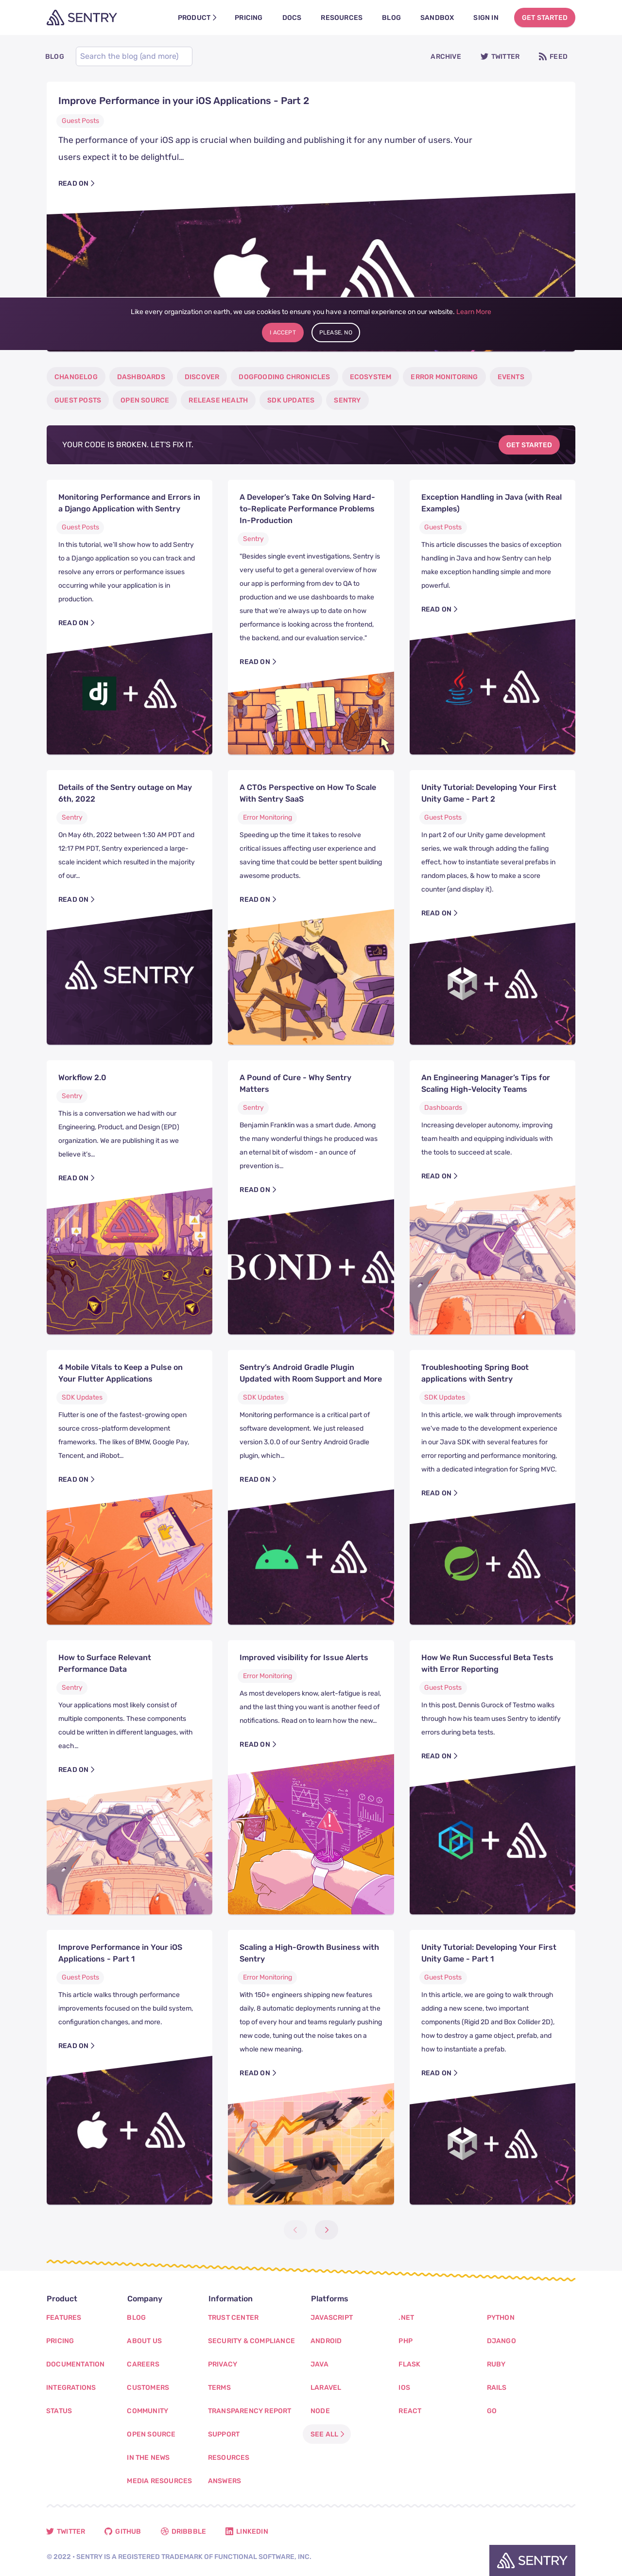 SENTRY
PRODUCT
PRICING
DOCS
RESOURCES
BLOG
SANDBOX
SIGN IN
GET STARTED
BLOG
Search the blog (and more)
ARCHIVE
TWITTER
FEED
Improve Performance in your iOS Applications - Part 2
Guest Posts
The performance of your iOS app is crucial when building and publishing it for any number of users. Your
users expect it to be delightful…
READ ON
Like every organization on earth, we use cookies to ensure you have a normal experience on our website. Learn More
I ACCEPT
PLEASE, NO
CHANGELOG
DASHBOARDS
DISCOVER
DOGFOODING CHRONICLES
ECOSYSTEM
ERROR MONITORING
EVENTS
GUEST POSTS
OPEN SOURCE
RELEASE HEALTH
SDK UPDATES
SENTRY
YOUR CODE IS BROKEN. LET'S FIX IT.
GET STARTED
Monitoring Performance and Errors in
a Django Application with Sentry
Guest Posts
In this tutorial, we'll show how to add Sentry
to a Django application so you can track and
resolve any errors or performance issues
occurring while your application is in
production.
READ ON
dj +
A Developer's Take On Solving Hard-
to-Replicate Performance Problems
In-Production
Sentry
"Besides single event investigations, Sentry is
very useful to get a general overview of how
our app is performing from dev to QA to
production and we use dashboards to make
sure that we're always up to date on how
performance is looking across the frontend,
the backend, and our evaluation service."
READ ON
Exception Handling in Java (with Real
Examples)
Guest Posts
This article discusses the basics of exception
handling in Java and how Sentry can help
make exception handling simple and more
powerful.
READ ON
Details of the Sentry outage on May
6th, 2022
Sentry
On May 6th, 2022 between 1:30 AM PDT and
12:17 PM PDT, Sentry experienced a large-
scale incident which resulted in the majority
of our…
READ ON
SENTRY
A CTOs Perspective on How To Scale
With Sentry SaaS
Error Monitoring
Speeding up the time it takes to resolve
critical issues affecting user experience and
saving time that could be better spent building
awesome products.
READ ON
Unity Tutorial: Developing Your First
Unity Game - Part 2
Guest Posts
In part 2 of our Unity game development
series, we walk through adding the falling
effect, how to instantiate several prefabs in
random places, & how to make a score
counter (and display it).
READ ON
Workflow 2.0
Sentry
This is a conversation we had with our
Engineering, Product, and Design (EPD)
organization. We are publishing it as we
believe it's…
READ ON
A Pound of Cure - Why Sentry
Matters
Sentry
Benjamin Franklin was a smart dude. Among
the many wonderful things he produced was
an eternal bit of wisdom - an ounce of
prevention is…
READ ON
BOND +
An Engineering Manager's Tips for
Scaling High-Velocity Teams
Dashboards
Increasing developer autonomy, improving
team health and equipping individuals with
the tools to succeed at scale.
READ ON
4 Mobile Vitals to Keep a Pulse on
Your Flutter Applications
SDK Updates
Flutter is one of the fastest-growing open
source cross-platform development
frameworks. The likes of BMW, Google Pay,
Tencent, and iRobot…
READ ON
Sentry's Android Gradle Plugin
Updated with Room Support and More
SDK Updates
Monitoring performance is a critical part of
software development. We just released
version 3.0.0 of our Sentry Android Gradle
plugin, which…
READ ON
Troubleshooting Spring Boot
applications with Sentry
SDK Updates
In this article, we walk through improvements
we've made to the development experience
in our Java SDK with several features for
error reporting and performance monitoring,
with a dedicated integration for Spring MVC.
READ ON
How to Surface Relevant
Performance Data
Sentry
Your applications most likely consist of
multiple components. These components
could be written in different languages, with
each…
READ ON
Improved visibility for Issue Alerts
Error Monitoring
As most developers know, alert-fatigue is real,
and the last thing you want is another feed of
notifications. Read on to learn how the new…
READ ON
How We Run Successful Beta Tests
with Error Reporting
Guest Posts
In this post, Dennis Gurock of Testmo walks
through how his team uses Sentry to identify
errors during beta tests.
READ ON
Improve Performance in Your iOS
Applications - Part 1
Guest Posts
This article walks through performance
improvements focused on the build system,
configuration changes, and more.
READ ON
Scaling a High-Growth Business with
Sentry
Error Monitoring
With 150+ engineers shipping new features
daily, 8 automatic deployments running at the
top of every hour and teams regularly pushing
new code, tuning out the noise takes on a
whole new meaning.
READ ON
Unity Tutorial: Developing Your First
Unity Game - Part 1
Guest Posts
In this article, we are going to walk through
adding a new scene, two important
components (Rigid 2D and Box Collider 2D),
how to destroy a game object, prefab, and
how to instantiate a prefab.
READ ON
Product
FEATURES
PRICING
DOCUMENTATION
INTEGRATIONS
STATUS
Company
BLOG
ABOUT US
CAREERS
CUSTOMERS
COMMUNITY
OPEN SOURCE
IN THE NEWS
MEDIA RESOURCES
Information
TRUST CENTER
SECURITY & COMPLIANCE
PRIVACY
TERMS
TRANSPARENCY REPORT
SUPPORT
RESOURCES
ANSWERS
Platforms
JAVASCRIPT
ANDROID
JAVA
LARAVEL
NODE
SEE ALL
.NET
PHP
FLASK
IOS
REACT
PYTHON
DJANGO
RUBY
RAILS
GO
TWITTER
GITHUB
DRIBBBLE
LINKEDIN
© 2022 • SENTRY IS A REGISTERED TRADEMARK OF FUNCTIONAL SOFTWARE, INC.
SENTRY